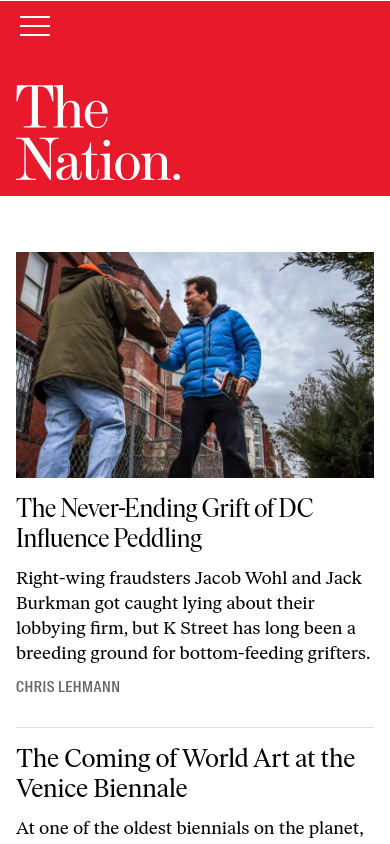 The
Nation.
The Never-Ending Grift of DC
Influence Peddling
Right-wing fraudsters Jacob Wohl and Jack
Burkman got caught lying about their
lobbying firm, but K Street has long been a
breeding ground for bottom-feeding grifters.
CHRIS LEHMANN
The Coming of World Art at the
Venice Biennale
At one of the oldest biennials on the planet,